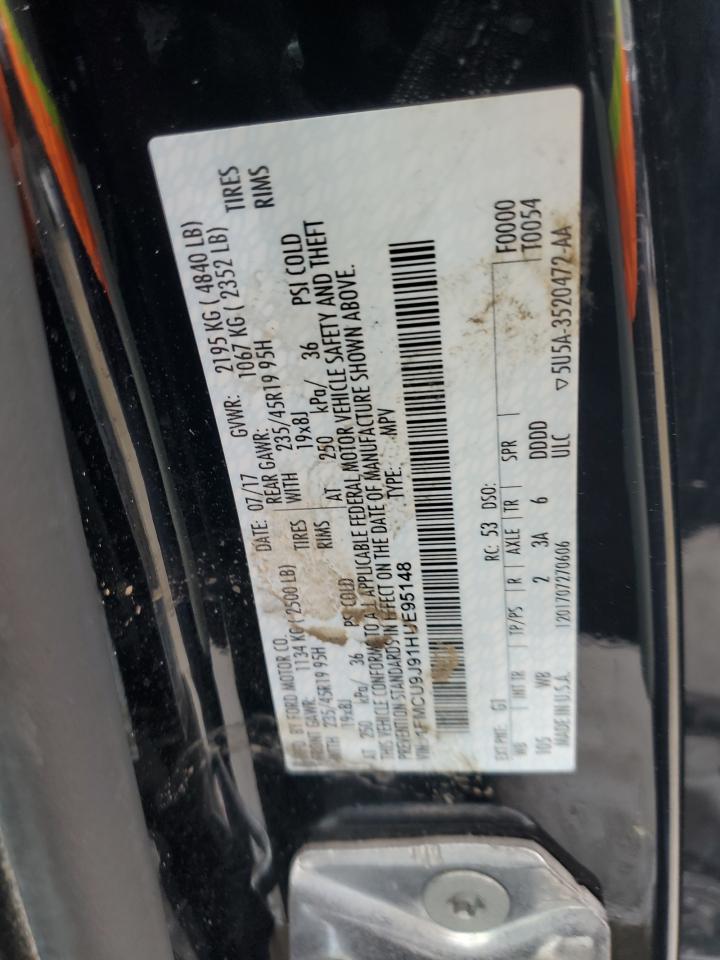 MFD. BY FORD MOTOR CO. DATE: 07/17 GVWR: 2195 KG ( 4840 LB)
FRONT GAWR: 1134 KG ( 2500 LB) REAR GAWR: 1067 KG ( 2352 LB)
WITH 235/45R19 95H TIRES WITH 235/45R19 95H TIRES
19x8J RIMS 19x8J RIMS
AT 250 kPa/ 36 PSI COLD AT 250 kPa/ 36 PSI COLD
THIS VEHICLE CONFORMS TO ALL APPLICABLE FEDERAL MOTOR VEHICLE SAFETY AND THEFT
PREVENTION STANDARDS IN EFFECT ON THE DATE OF MANUFACTURE SHOWN ABOVE.
VIN: 1FMCU9J91HUE95148 TYPE: MPV
EXT PNT: G1 RC: 53 DSO: F0000
WB INT TR TP/PS R AXLE TR SPR T0054
105 WB 2 3A 6 DDDD
MADE IN U.S.A. 120170727060​6 ULC ▽5U5A-3520472-AA